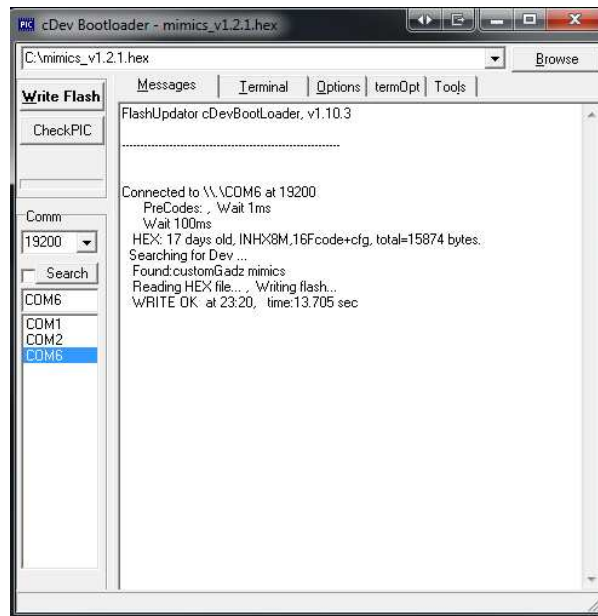 PIC cDev Bootloader - mimics_v1.2.1.hex
C:\mimics_v1.2.1.hex
Browse
Write Flash
CheckPIC
Messages
Terminal
Options
termOpt
Tools
FlashUpdator cDevBootLoader, v1.10.3
------------------------------------------------------------
Connected to \\.\COM6 at 19200
PreCodes: , Wait 1ms
Wait 100ms
HEX: 17 days old, INHX8M,16Fcode+cfg, total=15874 bytes.
Searching for Dev ...
Found:customGadz mimics
Reading HEX file... , Writing flash...
WRITE OK at 23:20, time:13.705 sec
Comm
19200
Search
COM6
COM1
COM2
COM6